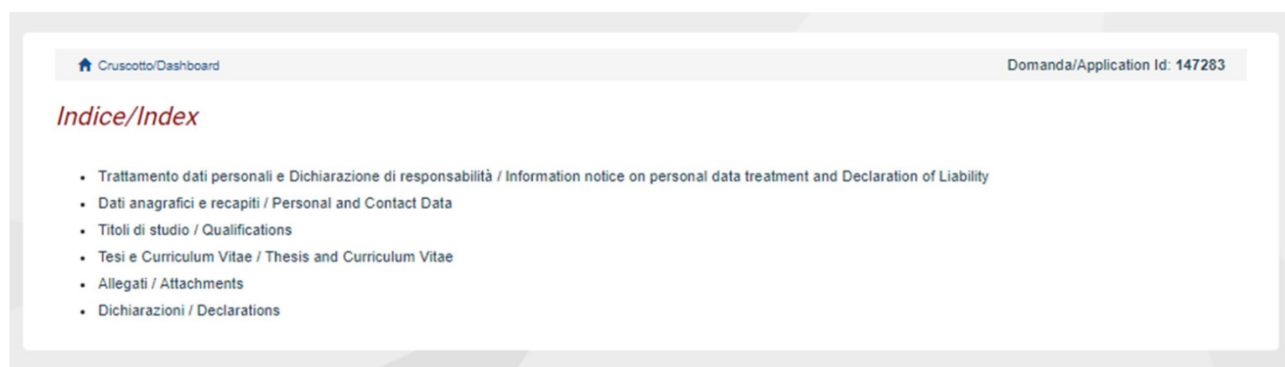 Cruscotto/Dashboard Domanda/Application Id: 147283
Indice/Index
Trattamento dati personali e Dichiarazione di responsabilità / Information notice on personal data treatment and Declaration of Liability
Dati anagrafici e recapiti / Personal and Contact Data
Titoli di studio / Qualifications
Tesi e Curriculum Vitae / Thesis and Curriculum Vitae
Allegati / Attachments
Dichiarazioni / Declarations